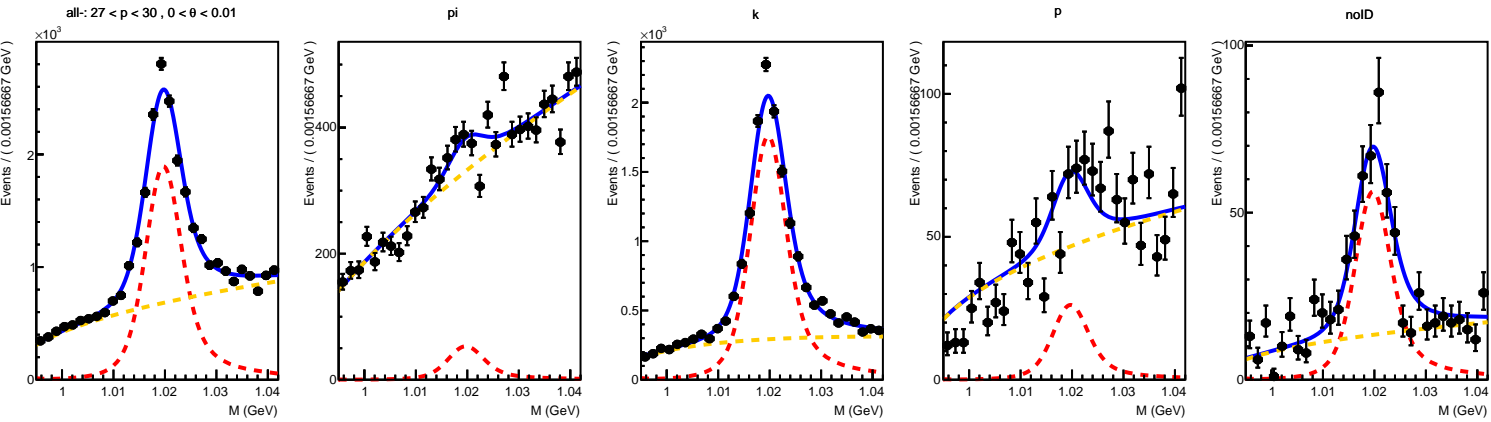 all-: 27 < p < 30 , 0 < θ < 0.01
×10³
Events / ( 0.00156667 GeV )
2
1
0
1 1.01 1.02 1.03 1.04
M (GeV)
pi
Events / ( 0.00156667 GeV )
400
200
0
1 1.01 1.02 1.03 1.04
M (GeV)
k
×10³
Events / ( 0.00156667 GeV )
2
1.5
1
0.5
0
1 1.01 1.02 1.03 1.04
M (GeV)
p
Events / ( 0.00156667 GeV )
100
50
0
1 1.01 1.02 1.03 1.04
M (GeV)
noID
Events / ( 0.00156667 GeV )
100
50
0
1 1.01 1.02 1.03 1.04
M (GeV)